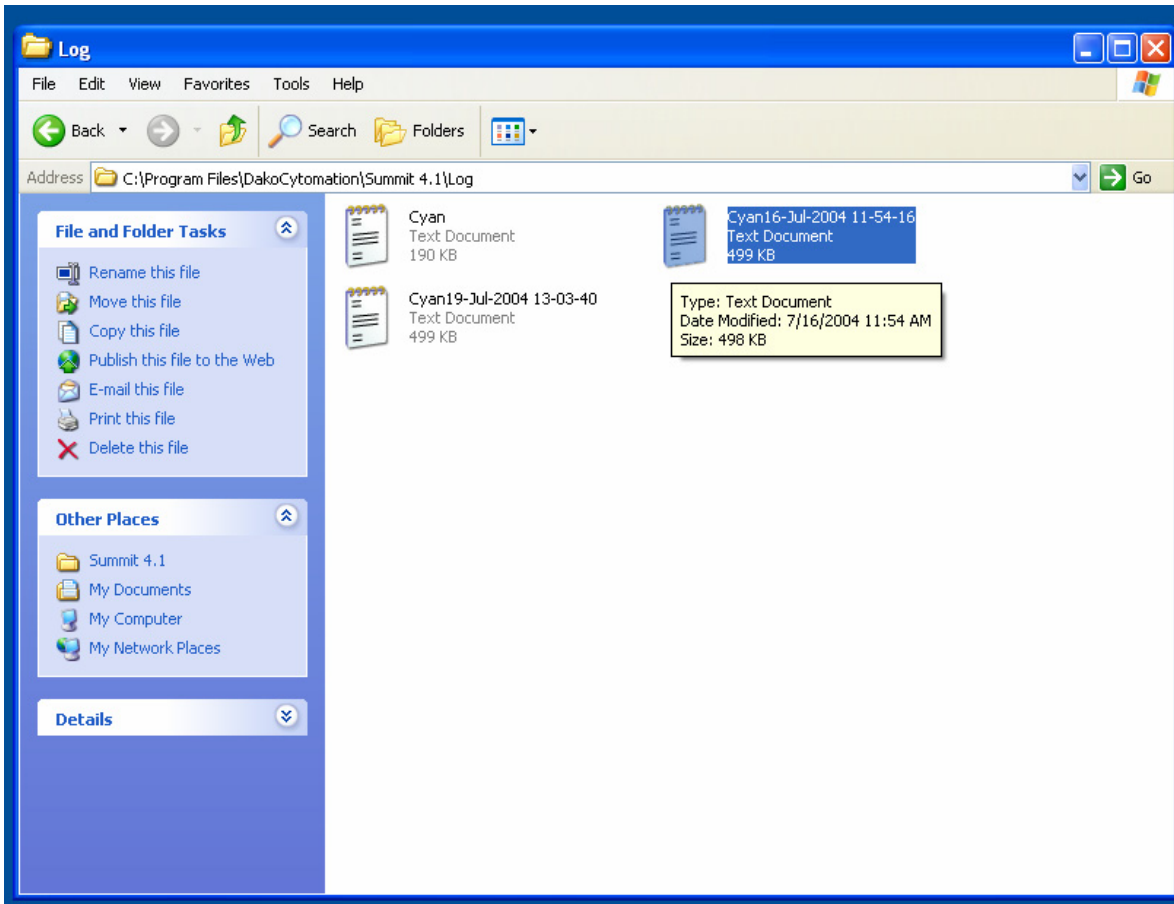 Log
File Edit View Favorites Tools Help
Back Search Folders
Address C:\Program Files\DakoCytomation\Summit 4.1\Log Go
File and Folder Tasks
Rename this file
Move this file
Copy this file
Publish this file to the Web
E-mail this file
Print this file
Delete this file
Other Places
Summit 4.1
My Documents
My Computer
My Network Places
Details
Cyan
Text Document
190 KB
Cyan16-Jul-2004 11-54-16
Text Document
499 KB
Cyan19-Jul-2004 13-03-40
Text Document
499 KB
Type: Text Document
Date Modified: 7/16/2004 11:54 AM
Size: 498 KB